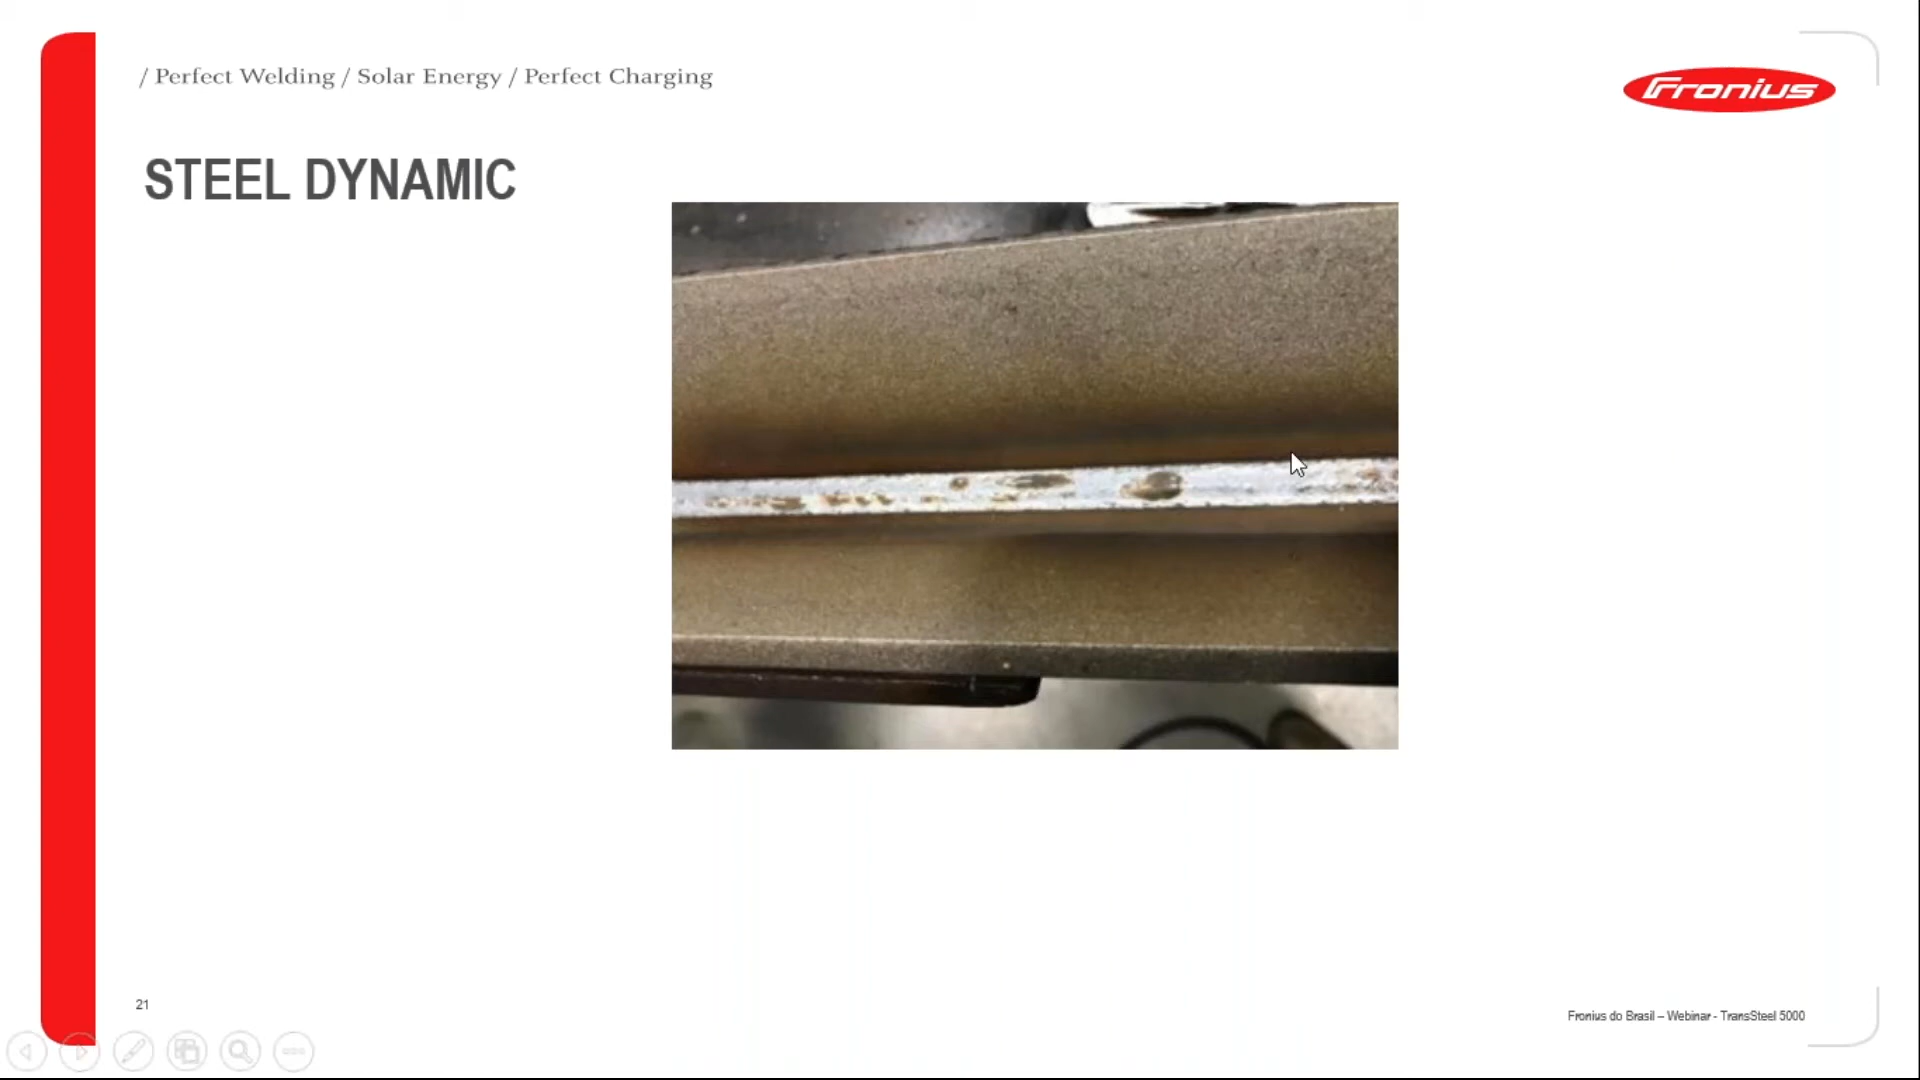 / Perfect Welding / Solar Energy / Perfect Charging
Fronius
STEEL DYNAMIC
21
Fronius do Brasil – Webinar - TransSteel 5000